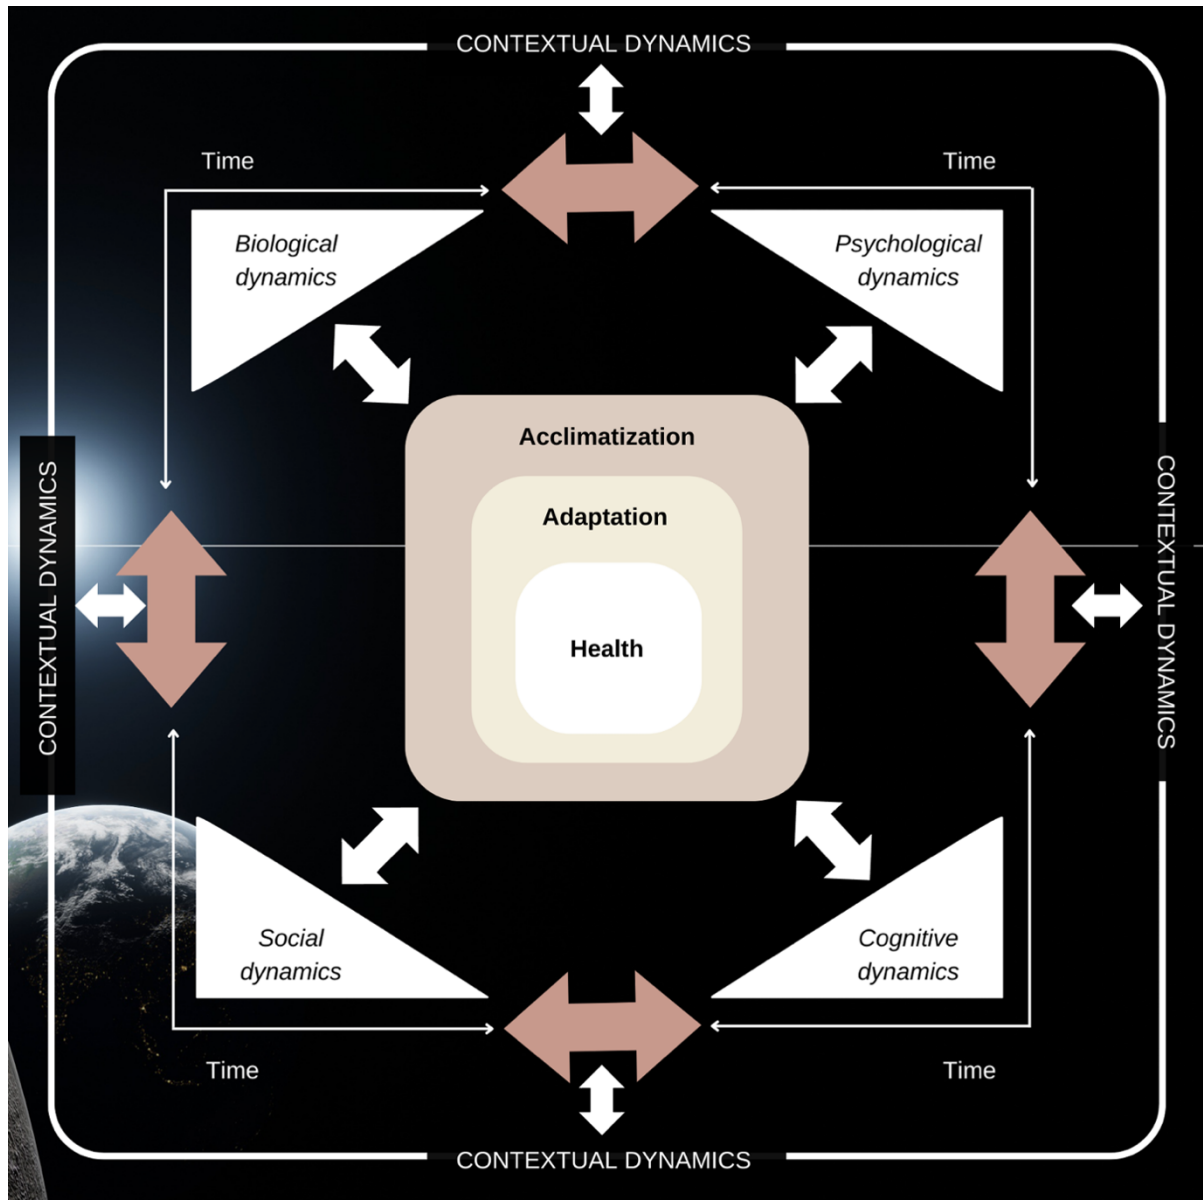 CONTEXTUAL DYNAMICS
Time
Time
Biological
dynamics
Psychological
dynamics
Acclimatization
Adaptation
Health
CONTEXTUAL DYNAMICS
CONTEXTUAL DYNAMICS
Social
dynamics
Cognitive
dynamics
Time
Time
CONTEXTUAL DYNAMICS